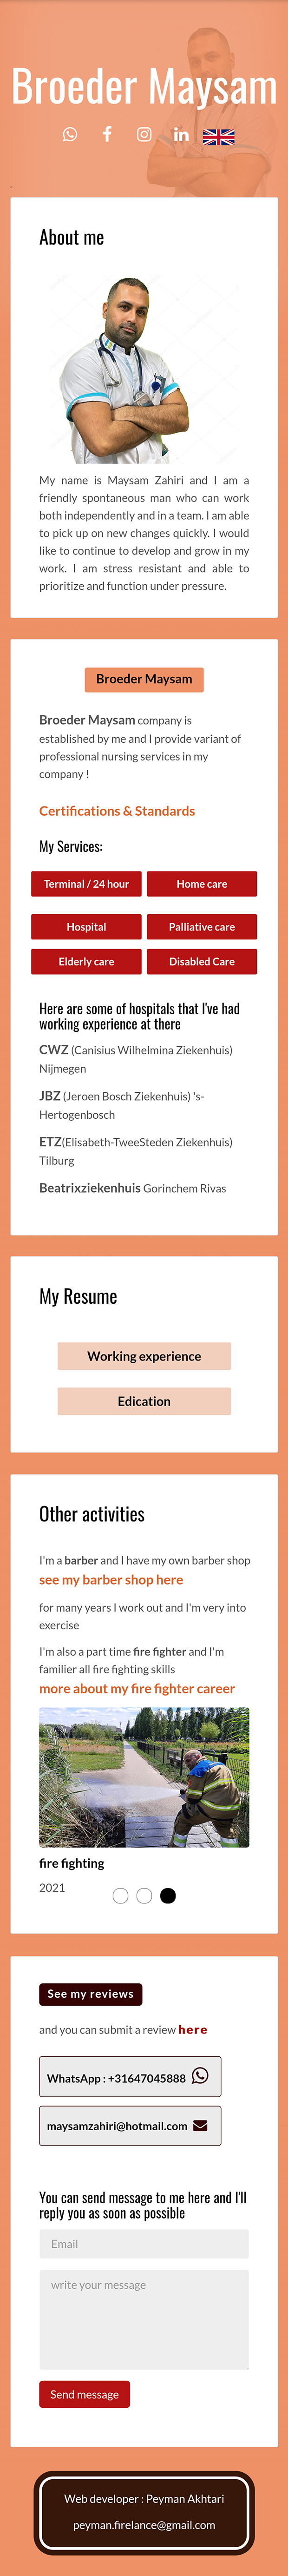 Broeder Maysam
About me
My name is Maysam Zahiri and I am a
friendly spontaneous man who can work
both independently and in a team. I am able
to pick up on new changes quickly. I would
like to continue to develop and grow in my
work. I am stress resistant and able to
prioritize and function under pressure.
Broeder Maysam
Broeder Maysam company is
established by me and I provide variant of
professional nursing services in my
company !
Certifications & Standards
My Services:
Terminal / 24 hour
Home care
Hospital
Palliative care
Elderly care
Disabled Care
Here are some of hospitals that I've had
working experience at there
CWZ (Canisius Wilhelmina Ziekenhuis)
Nijmegen
JBZ (Jeroen Bosch Ziekenhuis) 's-
Hertogenbosch
ETZ(Elisabeth-TweeSteden Ziekenhuis)
Tilburg
Beatrixziekenhuis Gorinchem Rivas
My Resume
Working experience
Edication
Other activities
I'm a barber and I have my own barber shop
see my barber shop here
for many years I work out and I'm very into
exercise
I'm also a part time fire fighter and I'm
familier all fire fighting skills
more about my fire fighter career
fire fighting
2021
See my reviews
and you can submit a review here
WhatsApp : +31647045888
maysamzahiri@hotmail.com
You can send message to me here and I'll
reply you as soon as possible
Email
write your message
Send message
Web developer : Peyman Akhtari
peyman.firelance@gmail.com